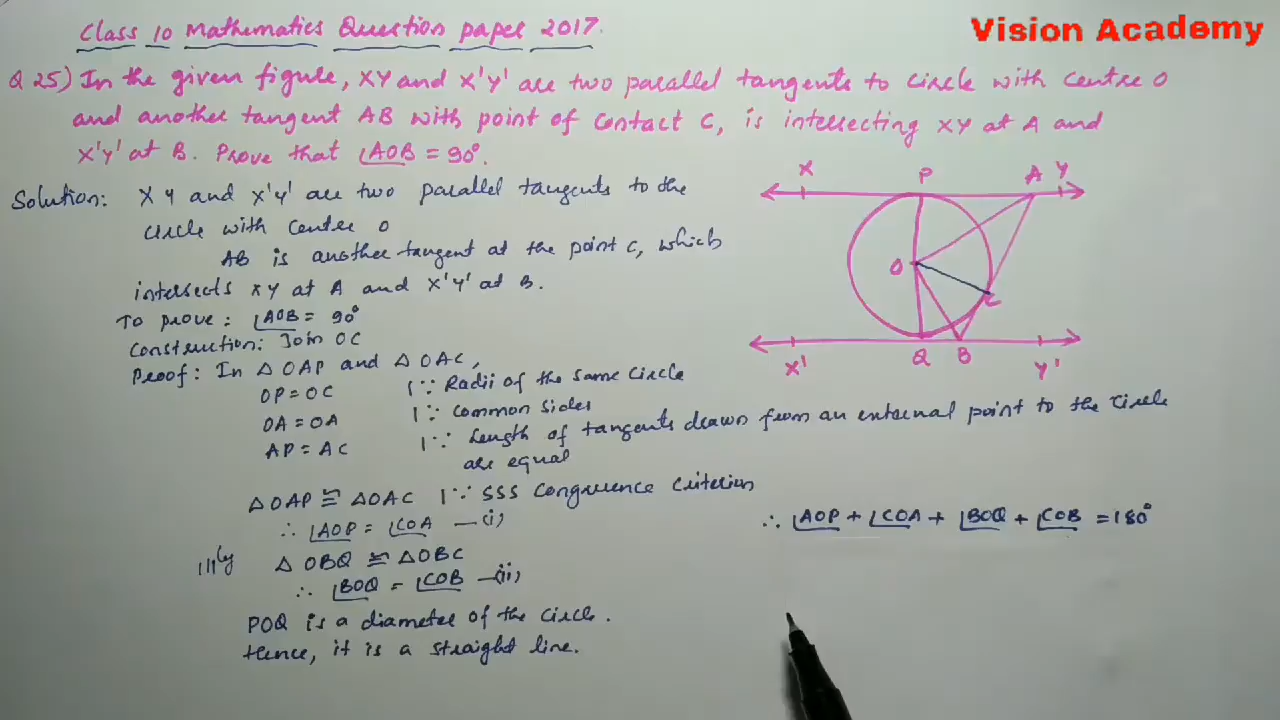 Class 10 Mathematics Question paper 2017.
Vision Academy
Q 25) In the given figure, XY and X'Y' are two parallel tangents to circle with centre O
and another tangent AB with point of contact C, is intersecting XY at A and
X'Y' at B. Prove that ∠AOB = 90°.
Solution: XY and X'Y' are two parallel tangents to the
circle with centre O
AB is another tangent at the point C, which
intersects XY at A and X'Y' at B.
To prove: ∠AOB = 90°
Construction: Join OC
Proof: In △OAP and △OAC,
OP = OC |∵ Radii of the same circle
OA = OA |∵ Common sides
AP = AC |∵ Length of tangents drawn from an external point to the circle
are equal
△OAP ≅ △OAC |∵ SSS Congruence Criterion
∴ ∠AOP = ∠COA —(i)
|||ly △OBQ ≅ △OBC
∴ ∠BOQ = ∠COB —(ii)
POQ is a diameter of the circle.
Hence, it is a straight line.
X P A Y
O
C
X' Q B Y'
∴ ∠AOP + ∠COA + ∠BOQ + ∠COB = 180°